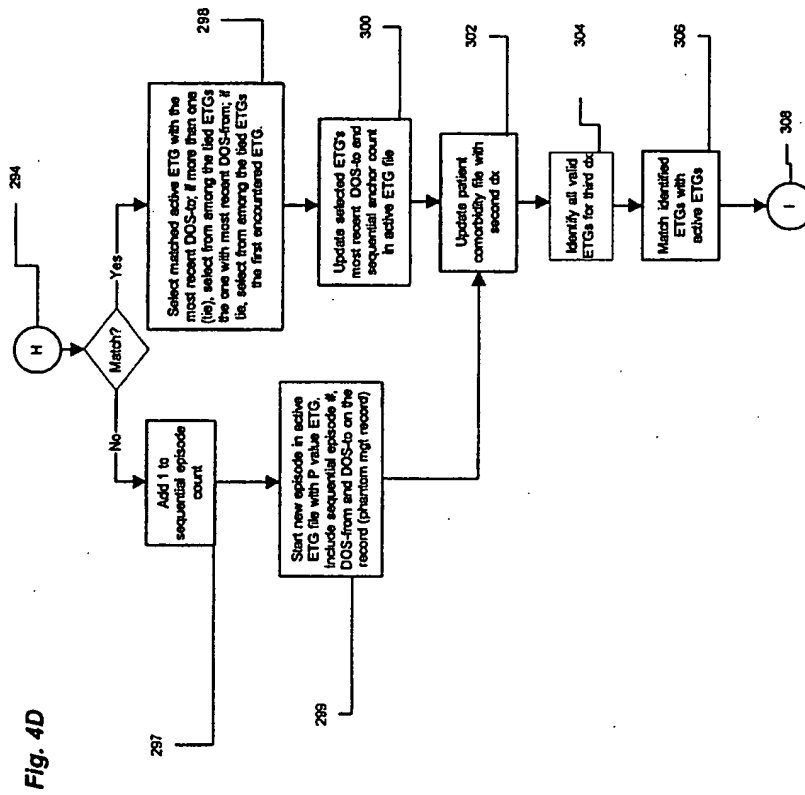 Fig. 4D
294
H
Match?
No
Yes
Add 1 to
sequential episode
count
297
Select matched active ETG with the
most recent DOS-to; if more than one
(tie), select from among the tied ETGs
the one with most recent DOS-from; if
tie, select from among the tied ETGs
the first encountered ETG.
298
Start new episode in active
ETG file with P value ETG.
Include sequential episode #,
DOS-from and DOS-to on the
record (phantom mgt record)
299
Update selected ETG's
most recent DOS-to and
sequential anchor count
in active ETG file
300
Update patient
comorbidity file with
second dx
302
Identify all valid
ETGs for third dx
304
Match identified
ETGs with
active ETGs
306
I
308